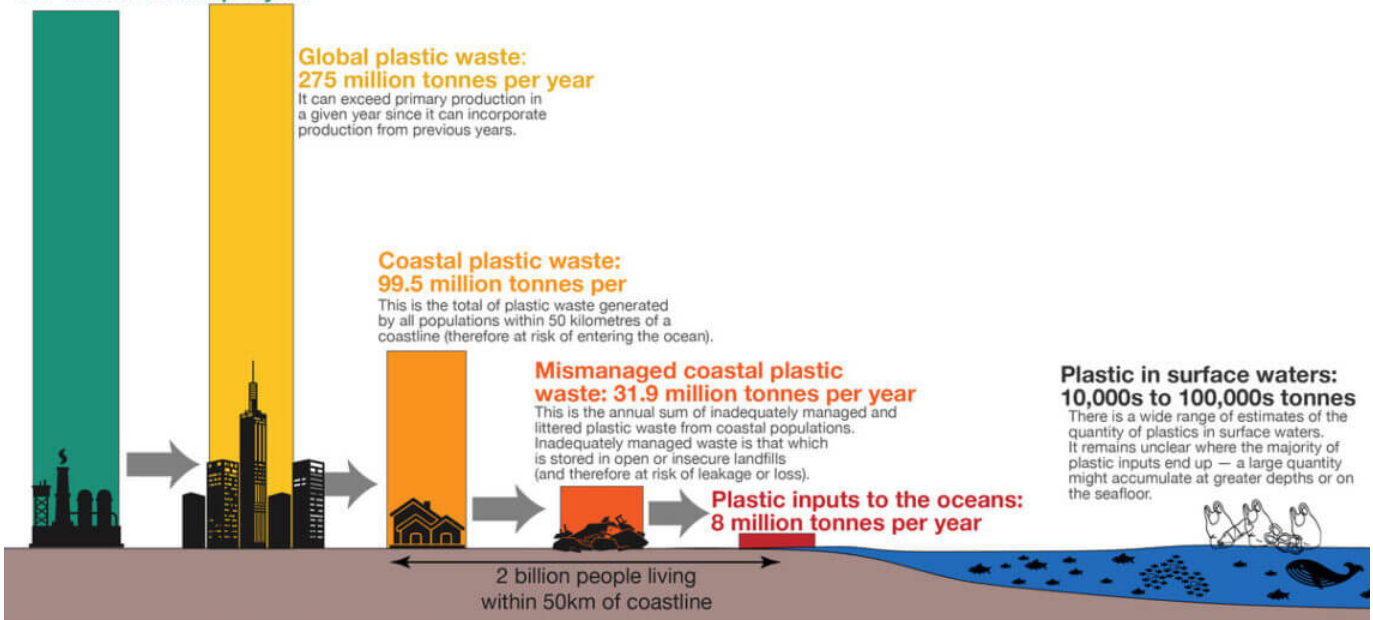 Global plastic waste:
275 million tonnes per year
It can exceed primary production in
a given year since it can incorporate
production from previous years.
Coastal plastic waste:
99.5 million tonnes per
This is the total of plastic waste generated
by all populations within 50 kilometres of a
coastline (therefore at risk of entering the ocean).
Mismanaged coastal plastic
waste: 31.9 million tonnes per year
This is the annual sum of inadequately managed and
littered plastic waste from coastal populations.
Inadequately managed waste is that which
is stored in open or insecure landfills
(and therefore at risk of leakage or loss).
Plastic inputs to the oceans:
8 million tonnes per year
Plastic in surface waters:
10,000s to 100,000s tonnes
There is a wide range of estimates of the
quantity of plastics in surface waters.
It remains unclear where the majority of
plastic inputs end up — a large quantity
might accumulate at greater depths or on
the seafloor.
2 billion people living
within 50km of coastline